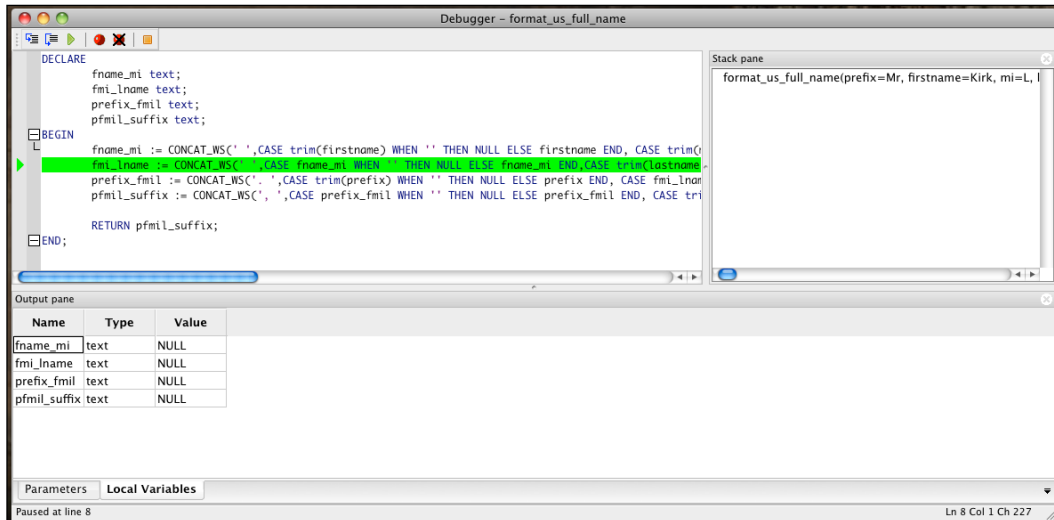 Debugger - format_us_full_name
DECLARE
fname_mi text;
fmi_lname text;
prefix_fmil text;
pfmil_suffix text;
BEGIN
fname_mi := CONCAT_WS(' ',CASE trim(firstname) WHEN '' THEN NULL ELSE firstname END, CASE trim(
fmi_lname := CONCAT_WS(' ',CASE fname_mi WHEN '' THEN NULL ELSE fname_mi END,CASE trim(lastname
prefix_fmil := CONCAT_WS('. ',CASE trim(prefix) WHEN '' THEN NULL ELSE prefix END, CASE fmi_lnam
pfmil_suffix := CONCAT_WS(', ',CASE prefix_fmil WHEN '' THEN NULL ELSE prefix_fmil END, CASE tri
RETURN pfmil_suffix;
END;
Stack pane
format_us_full_name(prefix=Mr, firstname=Kirk, mi=L, l
Output pane
Name Type Value
fname_mi text NULL
fmi_lname text NULL
prefix_fmil text NULL
pfmil_suffix text NULL
Parameters Local Variables
Paused at line 8 Ln 8 Col 1 Ch 227